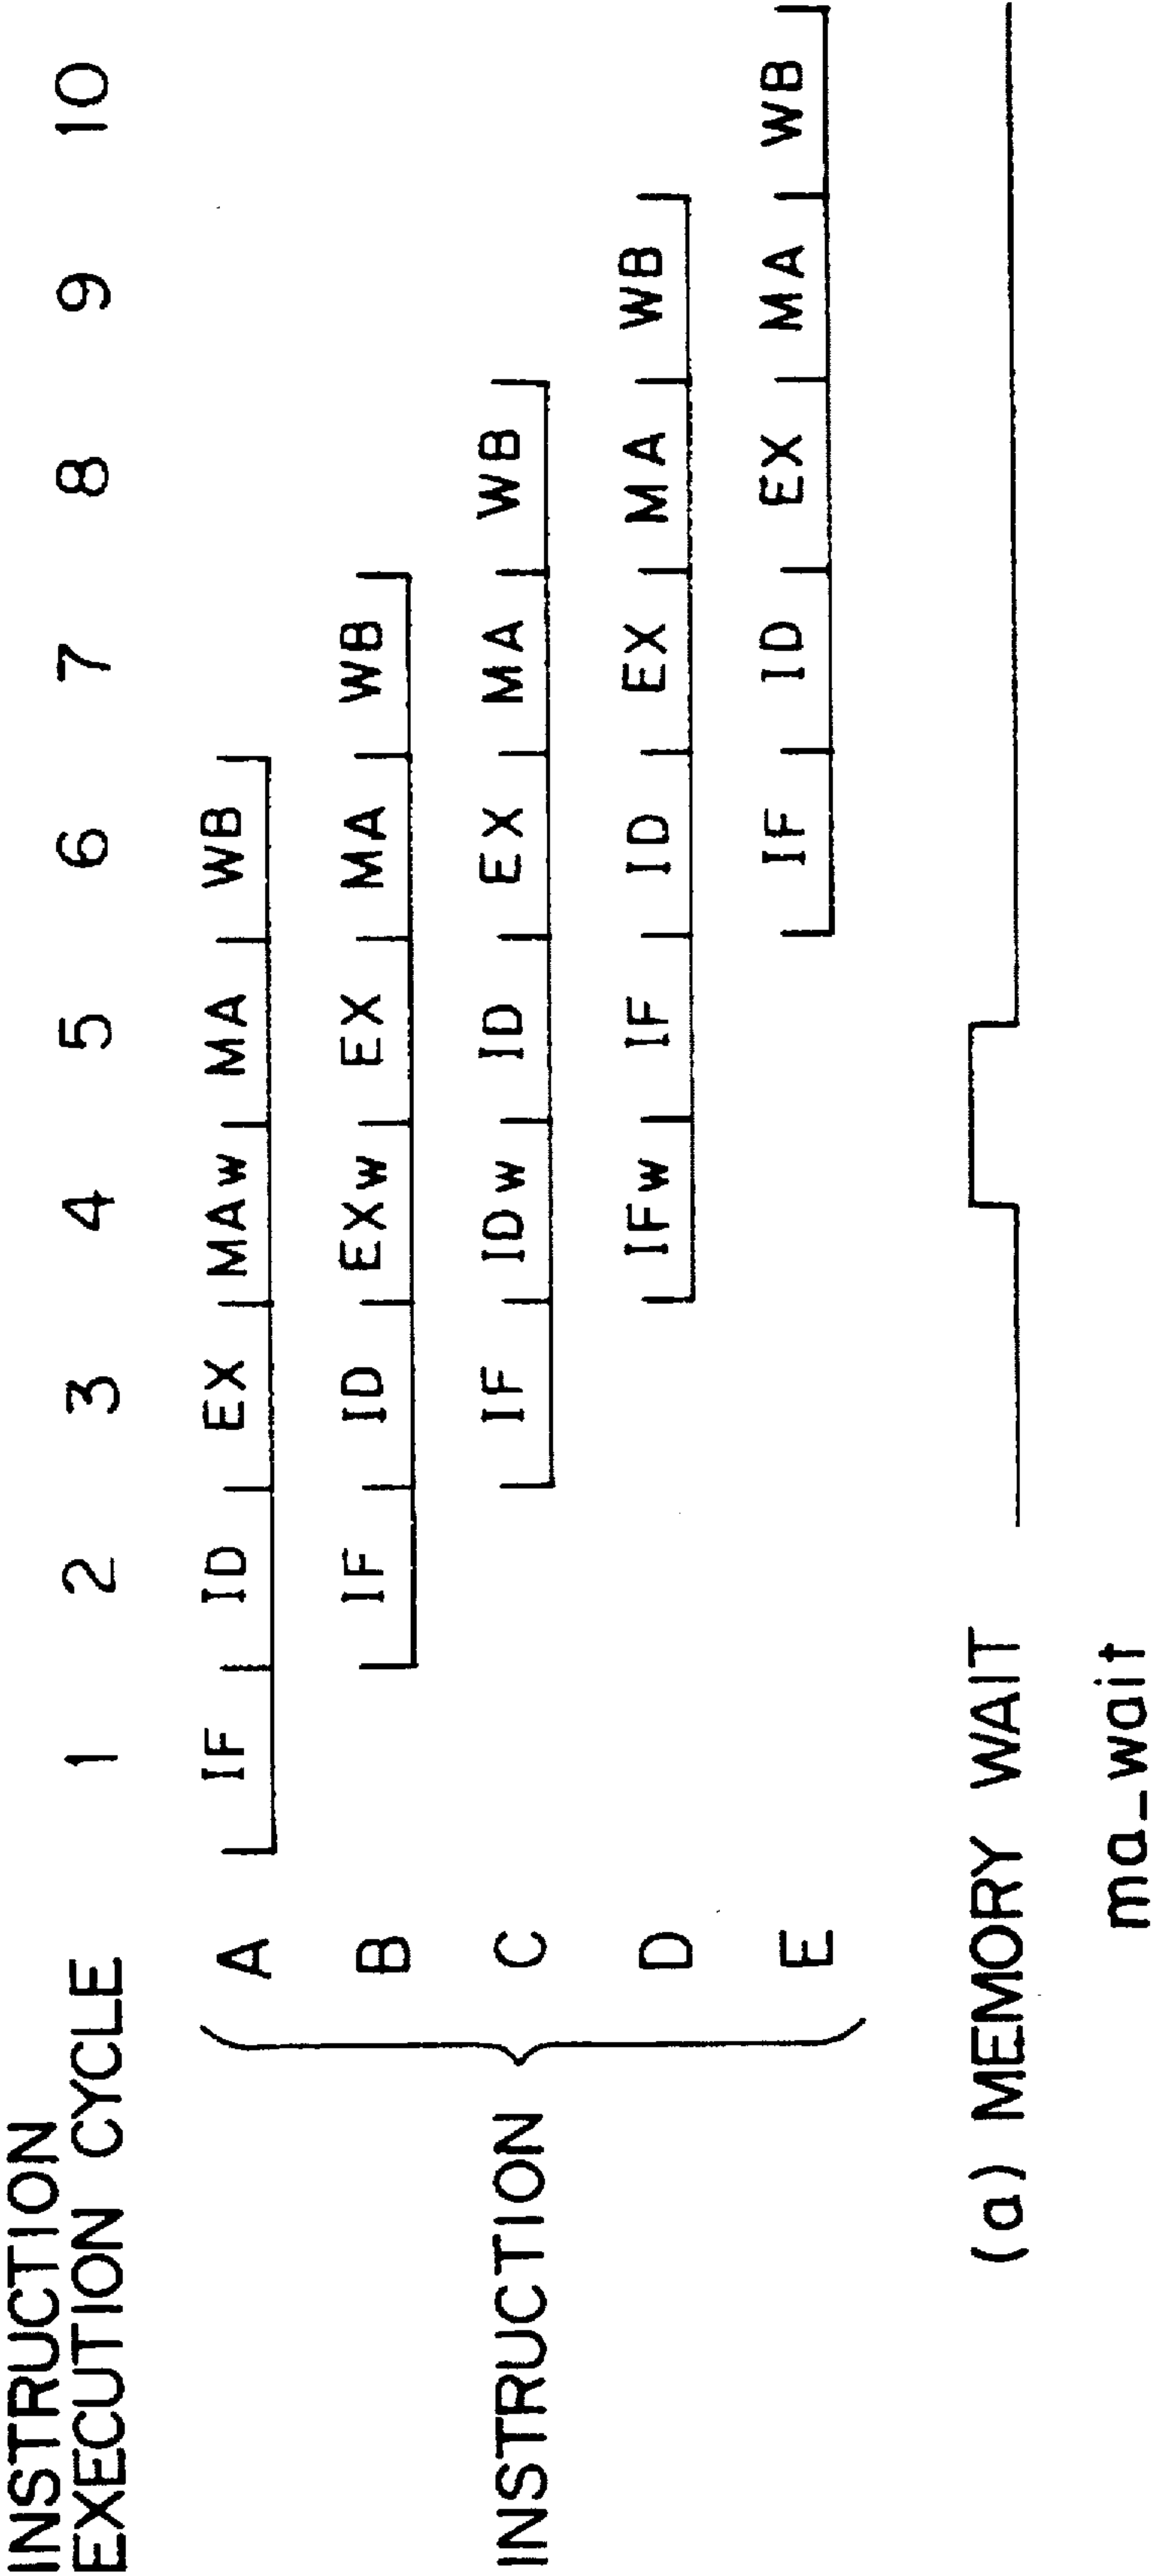 INSTRUCTION
EXECUTION CYCLE 1 2 3 4 5 6 7 8 9 10
A IF ID EX MAw MA WB
B IF ID EXw EX MA WB
INSTRUCTION C IF IDw ID EX MA WB
D IFw IF ID EX MA WB
E IF ID EX MA WB
(a) MEMORY WAIT
ma_wait